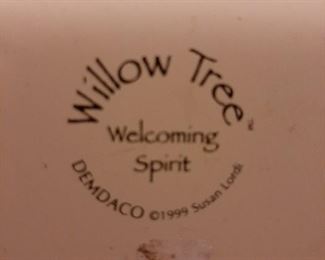 Willow Tree
Welcoming
Spirit
DEMDACO ©1999 Susan Lordi